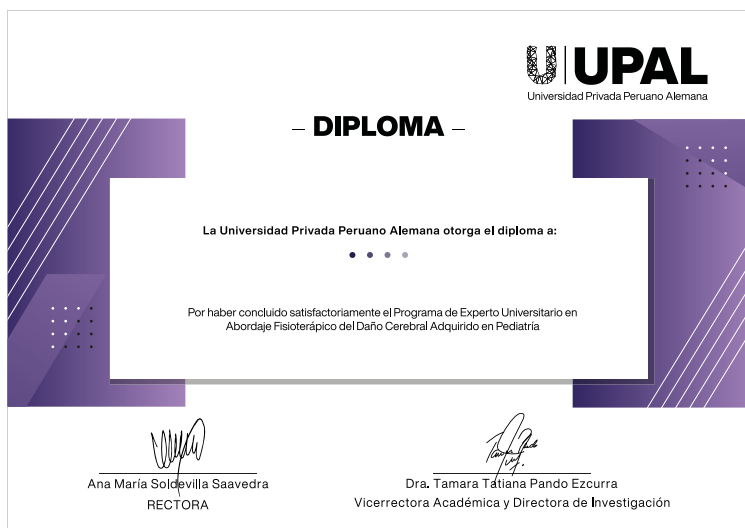 UPAL
Universidad Privada Peruano Alemana
– DIPLOMA –
La Universidad Privada Peruano Alemana otorga el diploma a:
Por haber concluido satisfactoriamente el Programa de Experto Universitario en
Abordaje Fisioterápico del Daño Cerebral Adquirido en Pediatría
Ana María Soldevilla Saavedra
RECTORA
Dra. Tamara Tatiana Pando Ezcurra
Vicerrectora Académica y Directora de Investigación